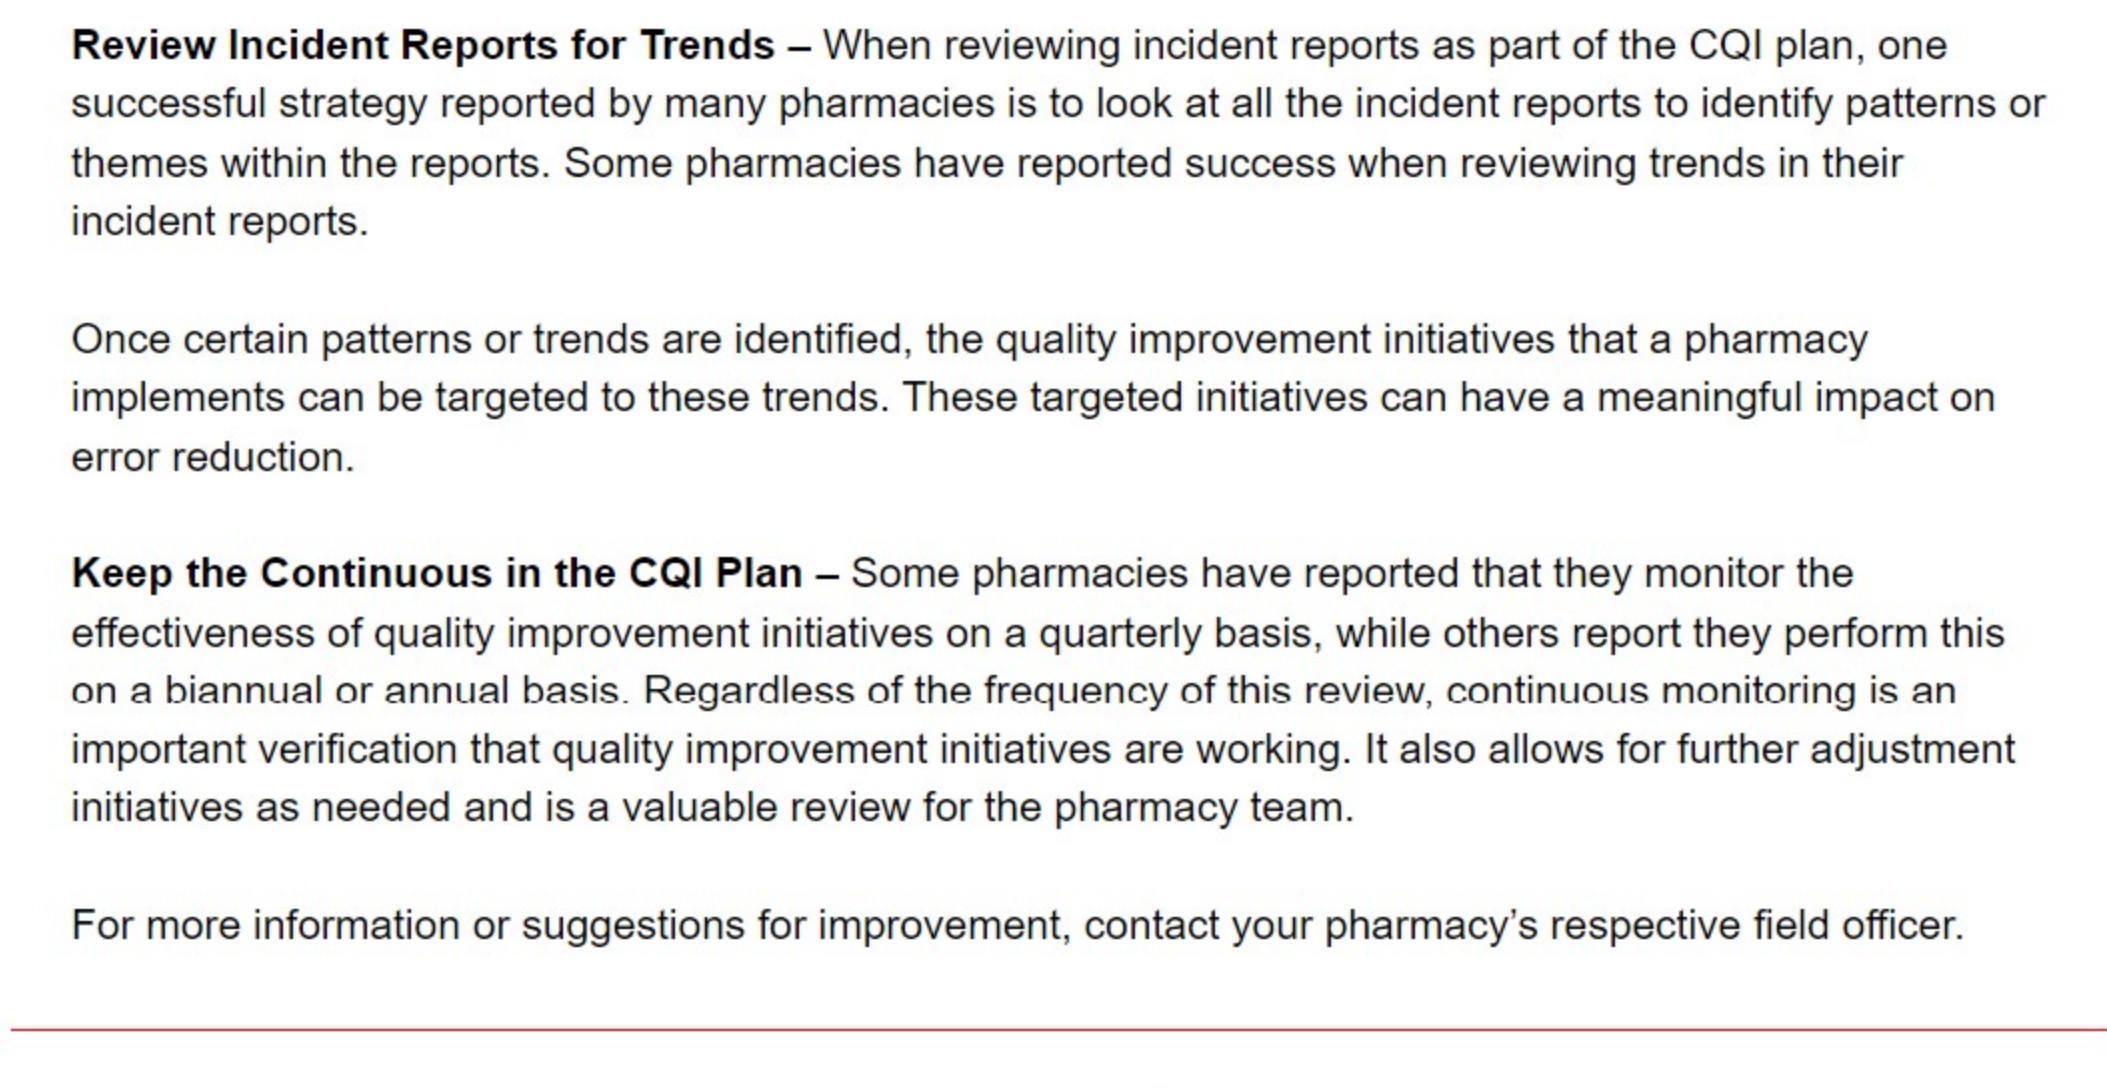 Review Incident Reports for Trends – When reviewing incident reports as part of the CQI plan, one
successful strategy reported by many pharmacies is to look at all the incident reports to identify patterns or
themes within the reports. Some pharmacies have reported success when reviewing trends in their
incident reports.
Once certain patterns or trends are identified, the quality improvement initiatives that a pharmacy
implements can be targeted to these trends. These targeted initiatives can have a meaningful impact on
error reduction.
Keep the Continuous in the CQI Plan – Some pharmacies have reported that they monitor the
effectiveness of quality improvement initiatives on a quarterly basis, while others report they perform this
on a biannual or annual basis. Regardless of the frequency of this review, continuous monitoring is an
important verification that quality improvement initiatives are working. It also allows for further adjustment
initiatives as needed and is a valuable review for the pharmacy team.
For more information or suggestions for improvement, contact your pharmacy’s respective field officer.